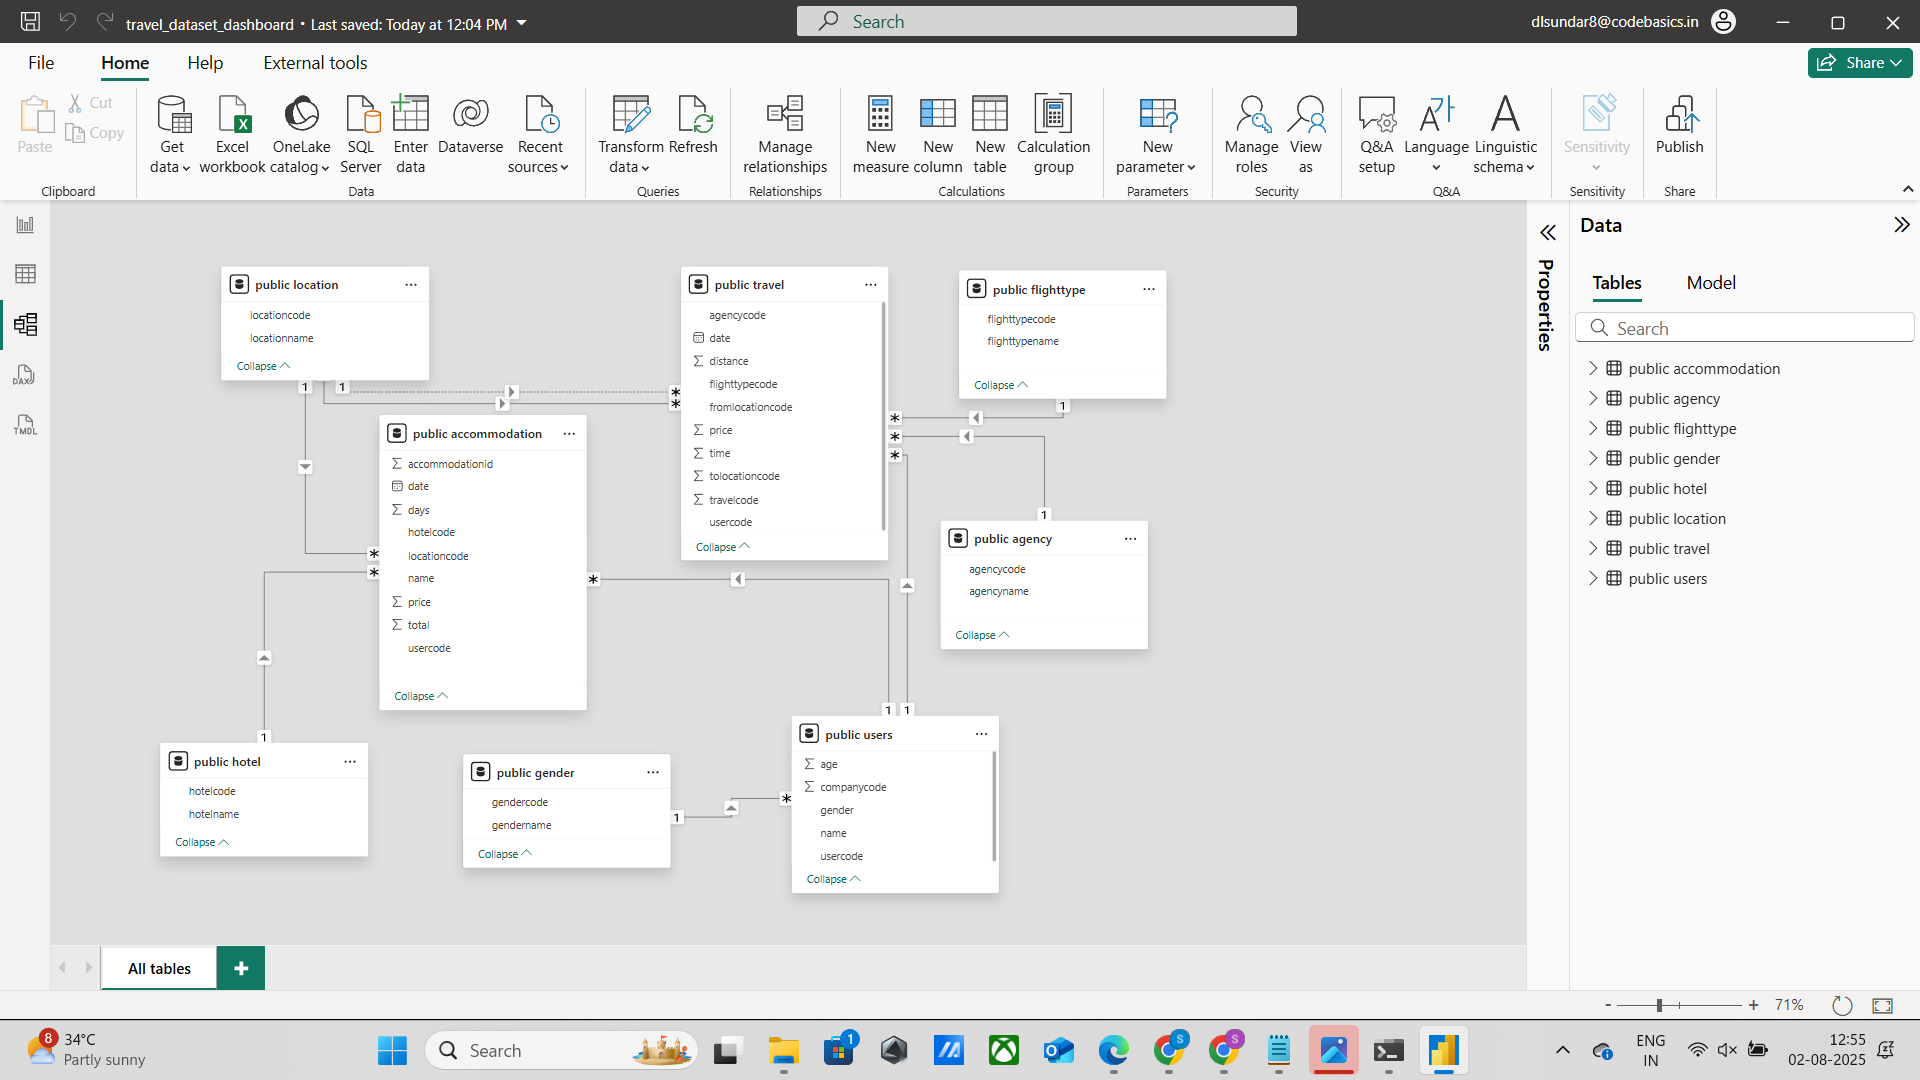 travel_dataset_dashboard • Last saved: Today at 12:04 PM
Search
dlsundar8@codebasics.in
File
Home
Help
External tools
Share
Paste
Cut
Copy
Clipboard
Get data
Excel workbook
OneLake catalog
SQL Server
Enter data
Dataverse
Recent sources
Data
Transform data
Refresh
Queries
Manage relationships
Relationships
New measure
New column
New table
Calculation group
Calculations
New parameter
Parameters
Manage roles
View as
Security
Q&A setup
Language
Linguistic schema
Q&A
Sensitivity
Sensitivity
Publish
Share
DAX
TMDL
public location
locationcode
locationname
Collapse
1
1
*
*
public travel
agencycode
date
distance
flighttypecode
fromlocationcode
price
time
tolocationcode
travelcode
usercode
Collapse
public flighttype
flighttypecode
flighttypename
Collapse
1
*
*
*
public accommodation
accommodationid
date
days
hotelcode
locationcode
name
price
total
usercode
Collapse
*
*
*
1
public agency
agencycode
agencyname
Collapse
1
public hotel
hotelcode
hotelname
Collapse
public gender
gendercode
gendername
Collapse
1
*
1
1
public users
age
companycode
gender
name
usercode
Collapse
Properties
Data
Tables
Model
Search
public accommodation
public agency
public flighttype
public gender
public hotel
public location
public travel
public users
All tables
+
- + 71%
8
34°C
Partly sunny
Search
1
S
S
ENG
IN
12:55
02-08-2025